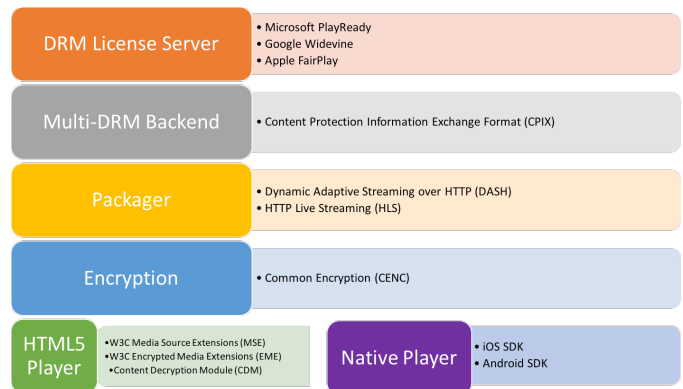 DRM License Server
• Microsoft PlayReady
• Google Widevine
• Apple FairPlay
Multi-DRM Backend
• Content Protection Information Exchange Format (CPIX)
Packager
• Dynamic Adaptive Streaming over HTTP (DASH)
• HTTP Live Streaming (HLS)
Encryption
• Common Encryption (CENC)
HTML5
Player
•W3C Media Source Extensions (MSE)
•W3C Encrypted Media Extensions (EME)
•Content Decryption Module (CDM)
Native Player
• iOS SDK
• Android SDK